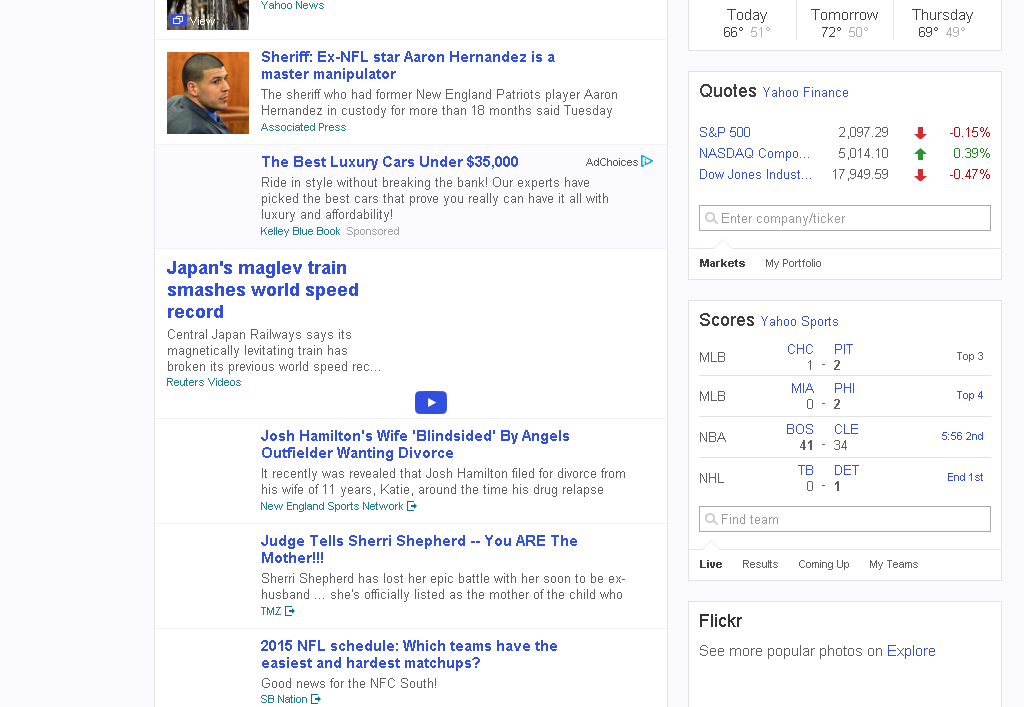 Yahoo News
View
Sheriff: Ex-NFL star Aaron Hernandez is a
master manipulator
The sheriff who had former New England Patriots player Aaron
Hernandez in custody for more than 18 months said Tuesday
Associated Press
The Best Luxury Cars Under $35,000
AdChoices
Ride in style without breaking the bank! Our experts have
picked the best cars that prove you really can have it all with
luxury and affordability!
Kelley Blue Book Sponsored
Japan's maglev train
smashes world speed
record
Central Japan Railways says its
magnetically levitating train has
broken its previous world speed rec...
Reuters Videos
Josh Hamilton's Wife 'Blindsided' By Angels
Outfielder Wanting Divorce
It recently was revealed that Josh Hamilton filed for divorce from
his wife of 11 years, Katie, around the time his drug relapse
New England Sports Network
Judge Tells Sherri Shepherd -- You ARE The
Mother!!!
Sherri Shepherd has lost her epic battle with her soon to be ex-
husband ... she's officially listed as the mother of the child who
TMZ
2015 NFL schedule: Which teams have the
easiest and hardest matchups?
Good news for the NFC South!
SB Nation
Today Tomorrow Thursday
66° 51° 72° 50° 69° 49°
Quotes Yahoo Finance
S&P 500 2,097.29 -0.15%
NASDAQ Compo... 5,014.10 0.39%
Dow Jones Indust... 17,949.59 -0.47%
Enter company/ticker
Markets My Portfolio
Scores Yahoo Sports
MLB CHC PIT Top 3
1 - 2
MLB MIA PHI Top 4
0 - 2
NBA BOS CLE 5:56 2nd
41 - 34
NHL TB DET End 1st
0 - 1
Find team
Live Results Coming Up My Teams
Flickr
See more popular photos on Explore